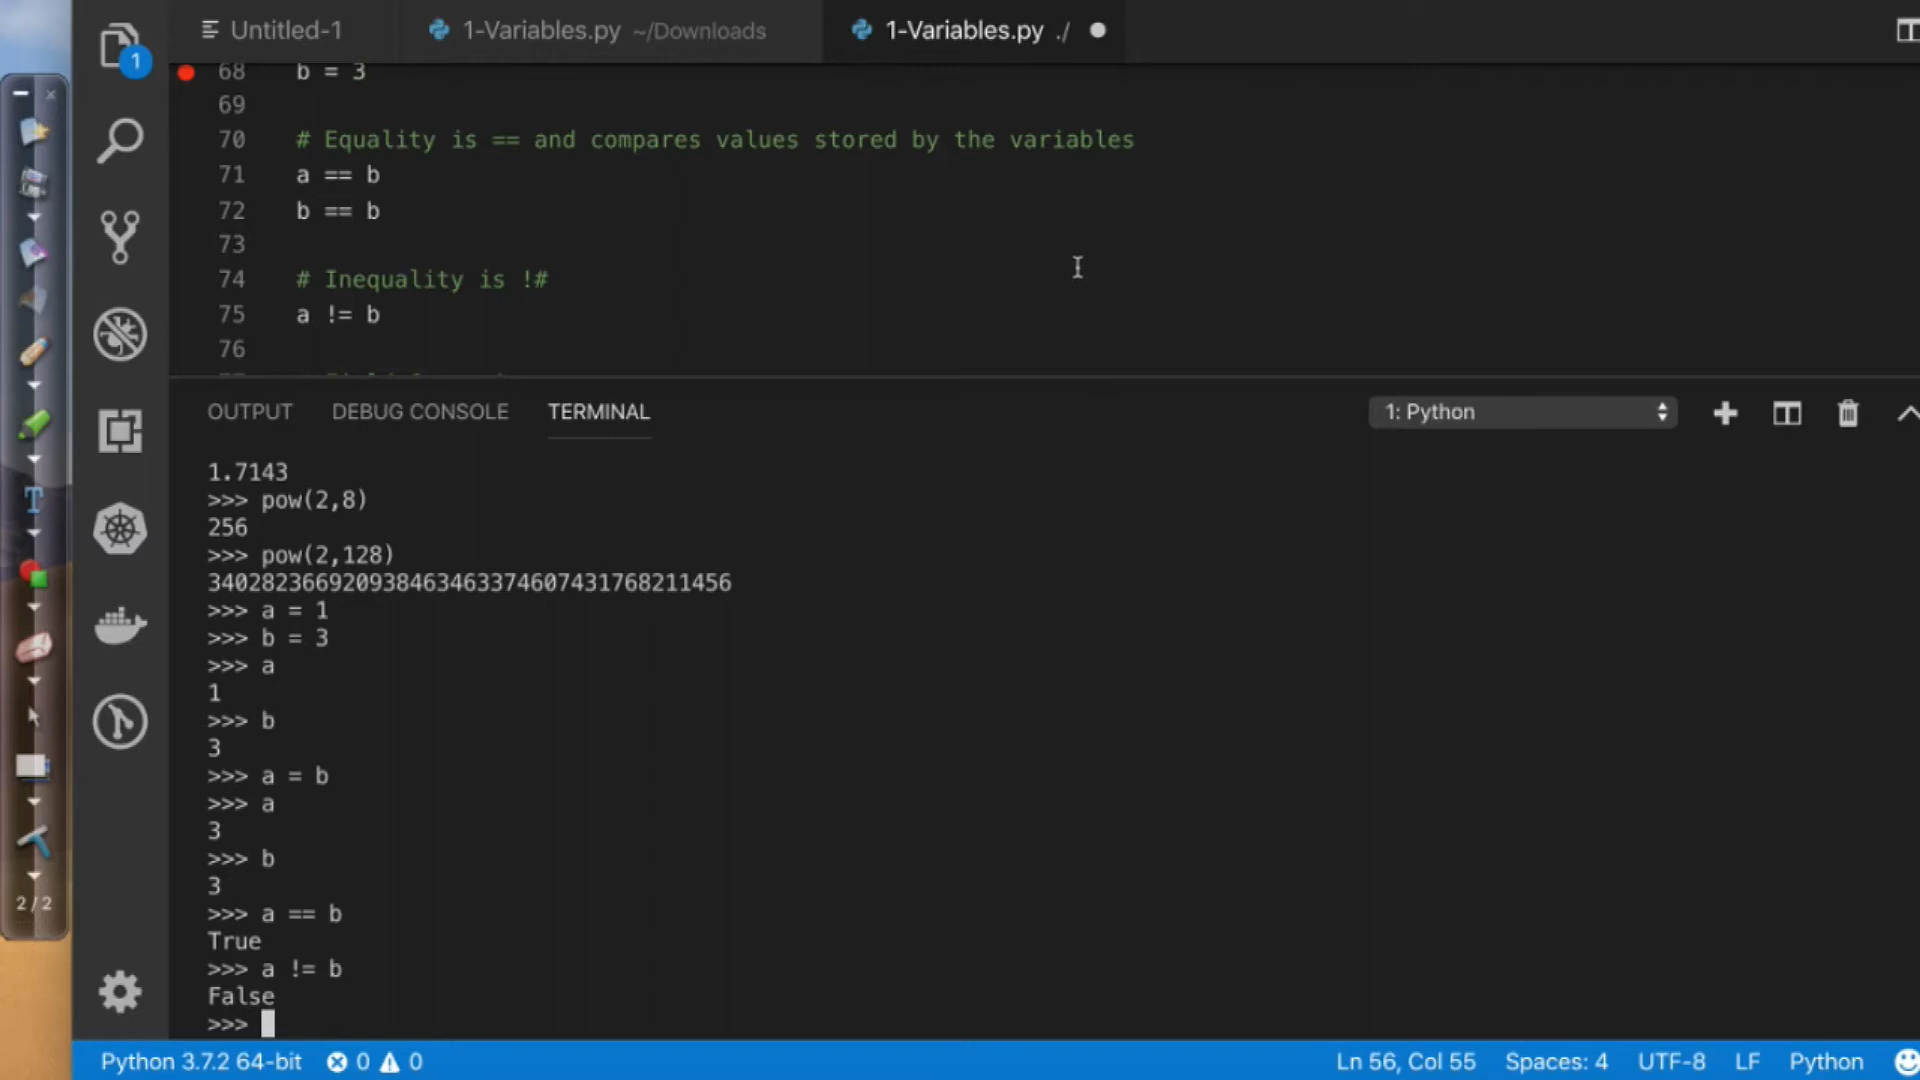 Untitled-1
1-Variables.py ~/Downloads
1-Variables.py ./
1
68 b = 3
69
70 # Equality is == and compares values stored by the variables
71 a == b
72 b == b
73
74 # Inequality is !#
75 a != b
76
OUTPUT DEBUG CONSOLE TERMINAL
1: Python
1.7143
>>> pow(2,8)
256
>>> pow(2,128)
340282366920938463463374607431768211456
>>> a = 1
>>> b = 3
>>> a
1
>>> b
3
>>> a = b
>>> a
3
>>> b
3
>>> a == b
True
>>> a != b
False
>>>
T
2/2
Python 3.7.2 64-bit 0 0
Ln 56, Col 55 Spaces: 4 UTF-8 LF Python